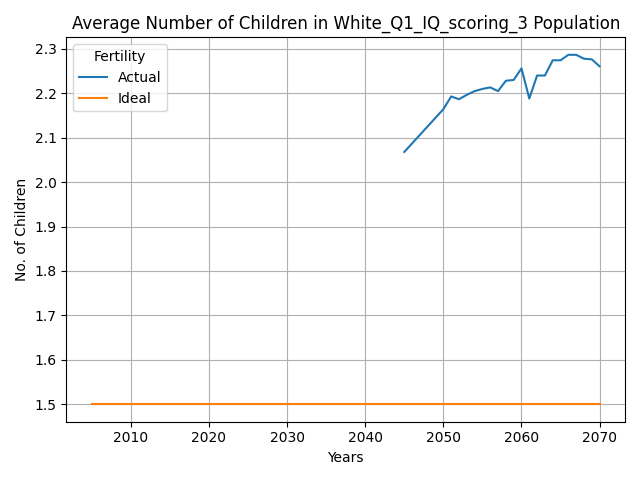 Average Number of Children in White_Q1_IQ_scoring_3 Population
Fertility
Actual
Ideal
2.3
2.2
2.1
2.0
1.9
1.8
1.7
1.6
1.5
No. of Children
2010 2020 2030 2040 2050 2060 2070
Years